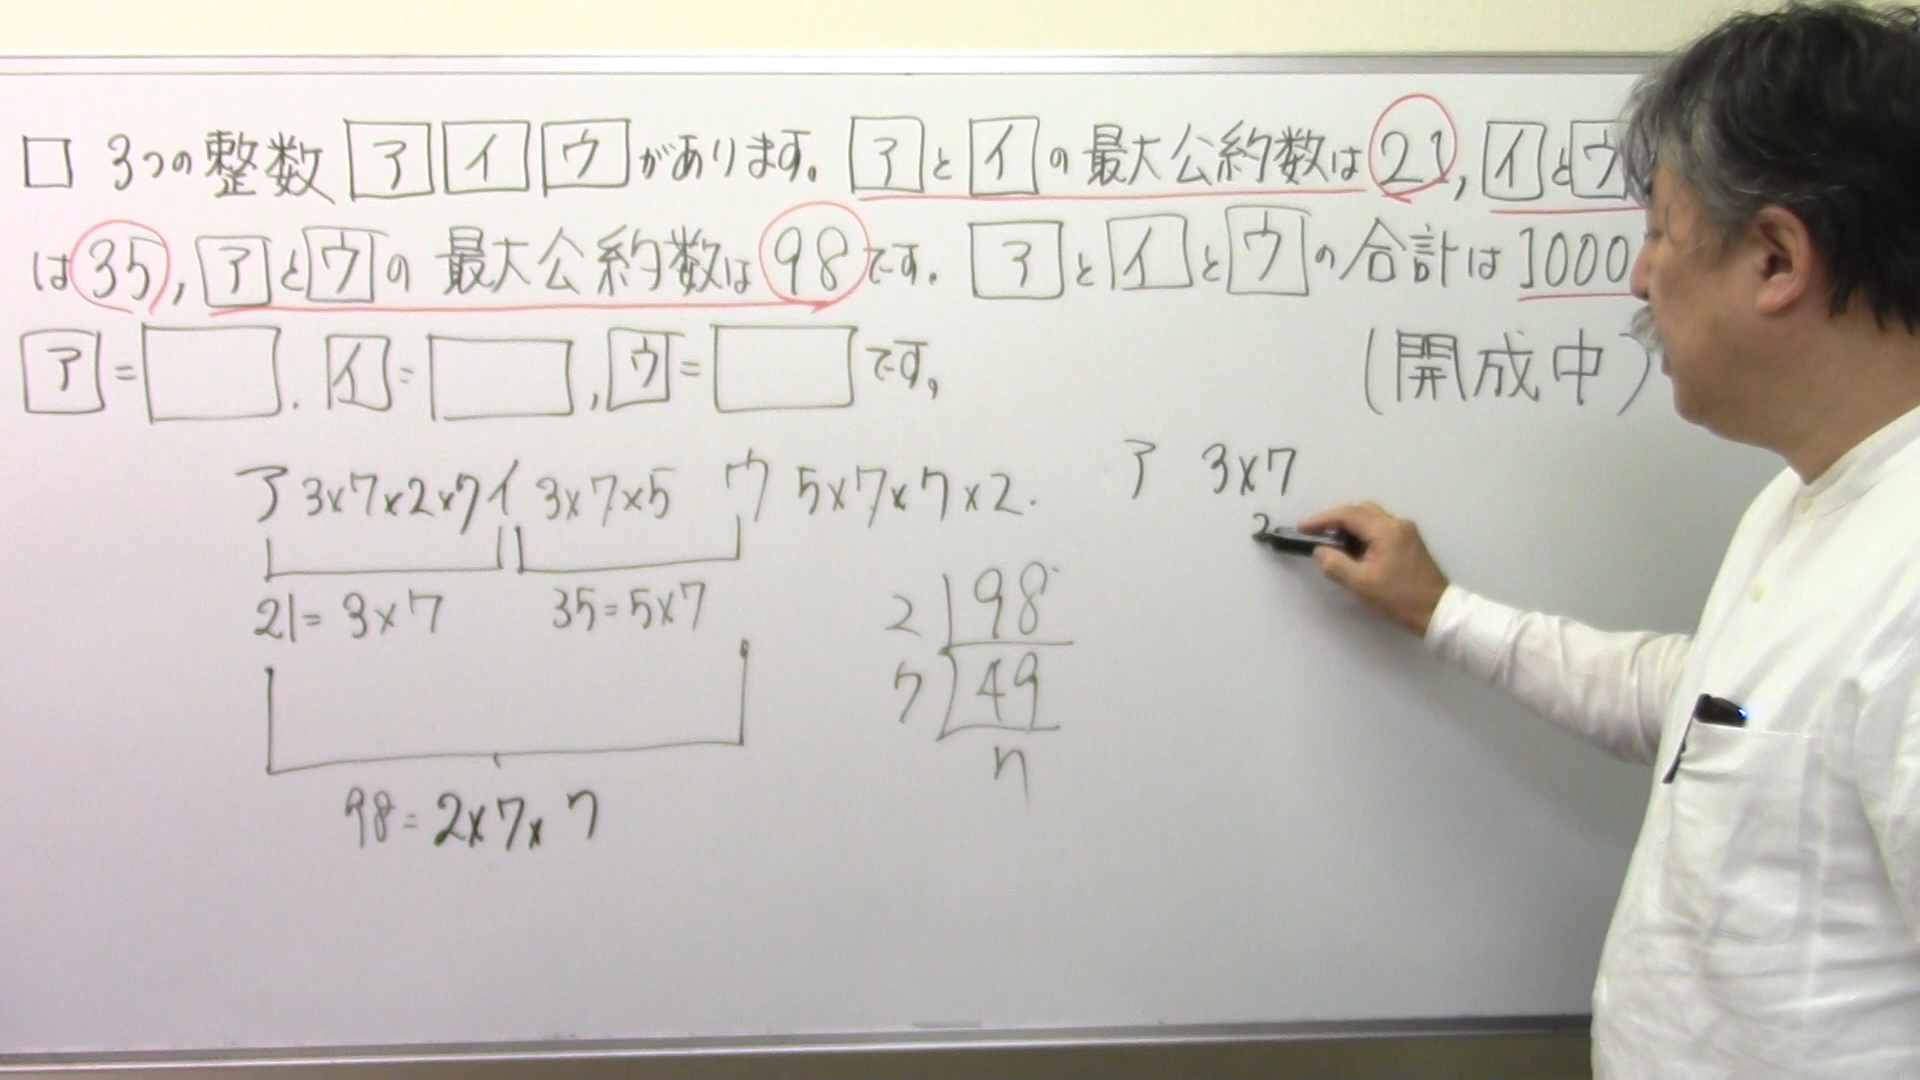 □ 3つの整数 ア イ ウ があります。 ア と イ の最大公約数は 21, イ と ウ
は 35, ア と ウ の 最大公約数は 98 です. ア と イ と ウ の合計は 1000
ア = □ . イ = □ , ウ = □ です。
(開成中)
ア 3×7×2×7 イ 3×7×5 ウ 5×7×7×2.
21= 3×7 35=5×7
98= 2×7×7
2 98
7 49
7
ア 3×7
2